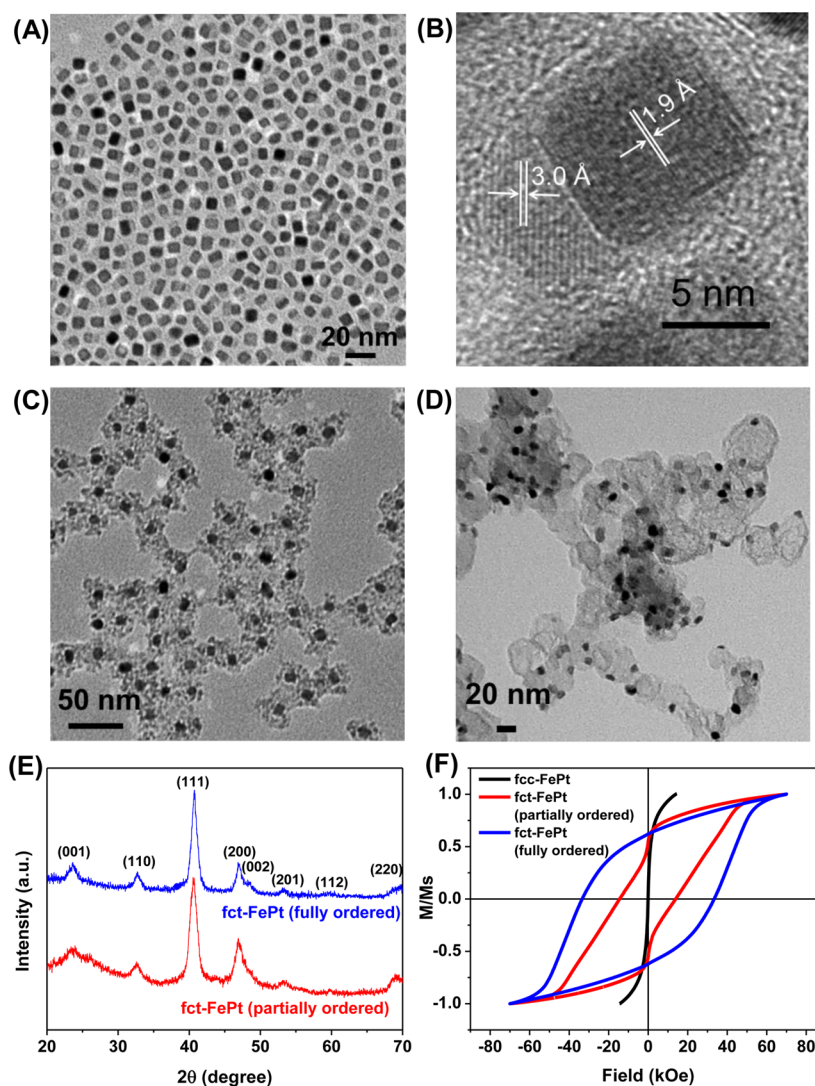 (A)
20 nm
(B)
1.9 Å
3.0 Å
5 nm
(C)
50 nm
(D)
20 nm
(E)
(111)
(001)
(110)
(200)
(002)
(201)
(112)
(220)
fct-FePt (fully ordered)
fct-FePt (partially ordered)
Intensity (a.u.)
20 30 40 50 60 70
2θ (degree)
(F)
fcc-FePt
fct-FePt
(partially ordered)
fct-FePt
(fully ordered)
M/Ms
1.0
0.5
0.0
-0.5
-1.0
-80 -60 -40 -20 0 20 40 60 80
Field (kOe)